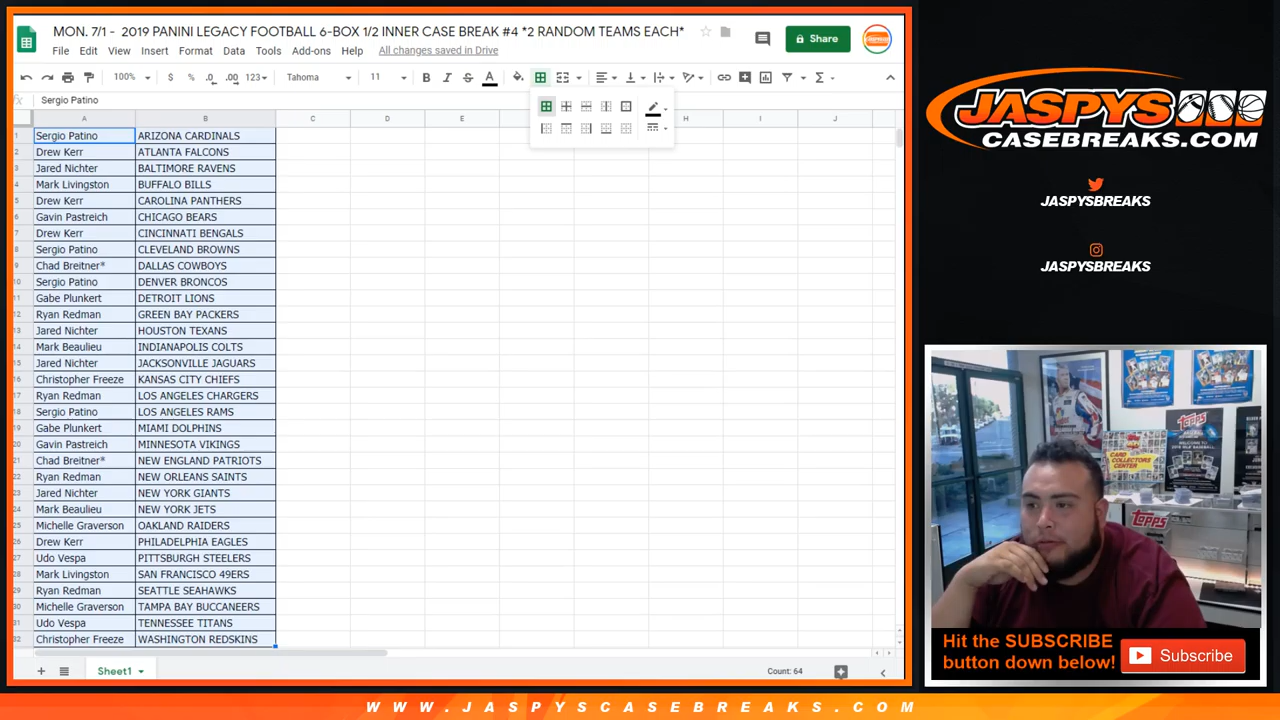 MON. 7/1 - 2019 PANINI LEGACY FOOTBALL 6-BOX 1/2 INNER CASE BREAK #4 *2 RANDOM TEAMS EACH*
File Edit View Insert Format Data Tools Add-ons Help All changes saved in Drive
Share
100% $ % .0 .00 123 Tahoma 11 B I S A
fx Sergio Patino
A B C D E H I J
1 Sergio Patino ARIZONA CARDINALS
2 Drew Kerr ATLANTA FALCONS
3 Jared Nichter BALTIMORE RAVENS
4 Mark Livingston BUFFALO BILLS
5 Drew Kerr CAROLINA PANTHERS
6 Gavin Pastreich CHICAGO BEARS
7 Drew Kerr CINCINNATI BENGALS
8 Sergio Patino CLEVELAND BROWNS
9 Chad Breitner* DALLAS COWBOYS
10 Sergio Patino DENVER BRONCOS
11 Gabe Plunkert DETROIT LIONS
12 Ryan Redman GREEN BAY PACKERS
13 Jared Nichter HOUSTON TEXANS
14 Mark Beaulieu INDIANAPOLIS COLTS
15 Jared Nichter JACKSONVILLE JAGUARS
16 Christopher Freeze KANSAS CITY CHIEFS
17 Ryan Redman LOS ANGELES CHARGERS
18 Sergio Patino LOS ANGELES RAMS
19 Gabe Plunkert MIAMI DOLPHINS
20 Gavin Pastreich MINNESOTA VIKINGS
21 Chad Breitner* NEW ENGLAND PATRIOTS
22 Ryan Redman NEW ORLEANS SAINTS
23 Jared Nichter NEW YORK GIANTS
24 Mark Beaulieu NEW YORK JETS
25 Michelle Graverson OAKLAND RAIDERS
26 Drew Kerr PHILADELPHIA EAGLES
27 Udo Vespa PITTSBURGH STEELERS
28 Mark Livingston SAN FRANCISCO 49ERS
29 Ryan Redman SEATTLE SEAHAWKS
30 Michelle Graverson TAMPA BAY BUCCANEERS
31 Udo Vespa TENNESSEE TITANS
32 Christopher Freeze WASHINGTON REDSKINS
Sheet1
Count: 64
JASPYS
CASEBREAKS.COM
JASPYSBREAKS
JASPYSBREAKS
CARD COLLECTORS CENTER
TOPPS
TOPPS
Hit the SUBSCRIBE
button down below!
Subscribe
WWW.JASPYSCASEBREAKS.COM